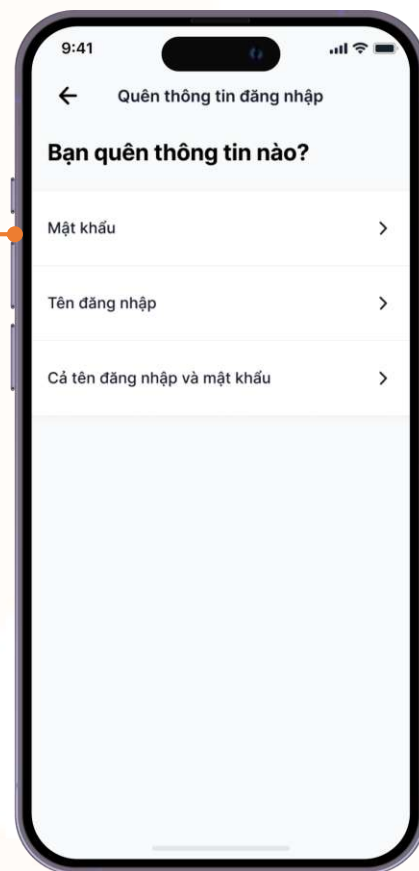 9:41
Quên thông tin đăng nhập
Bạn quên thông tin nào?
Mật khẩu
Tên đăng nhập
Cả tên đăng nhập và mật khẩu